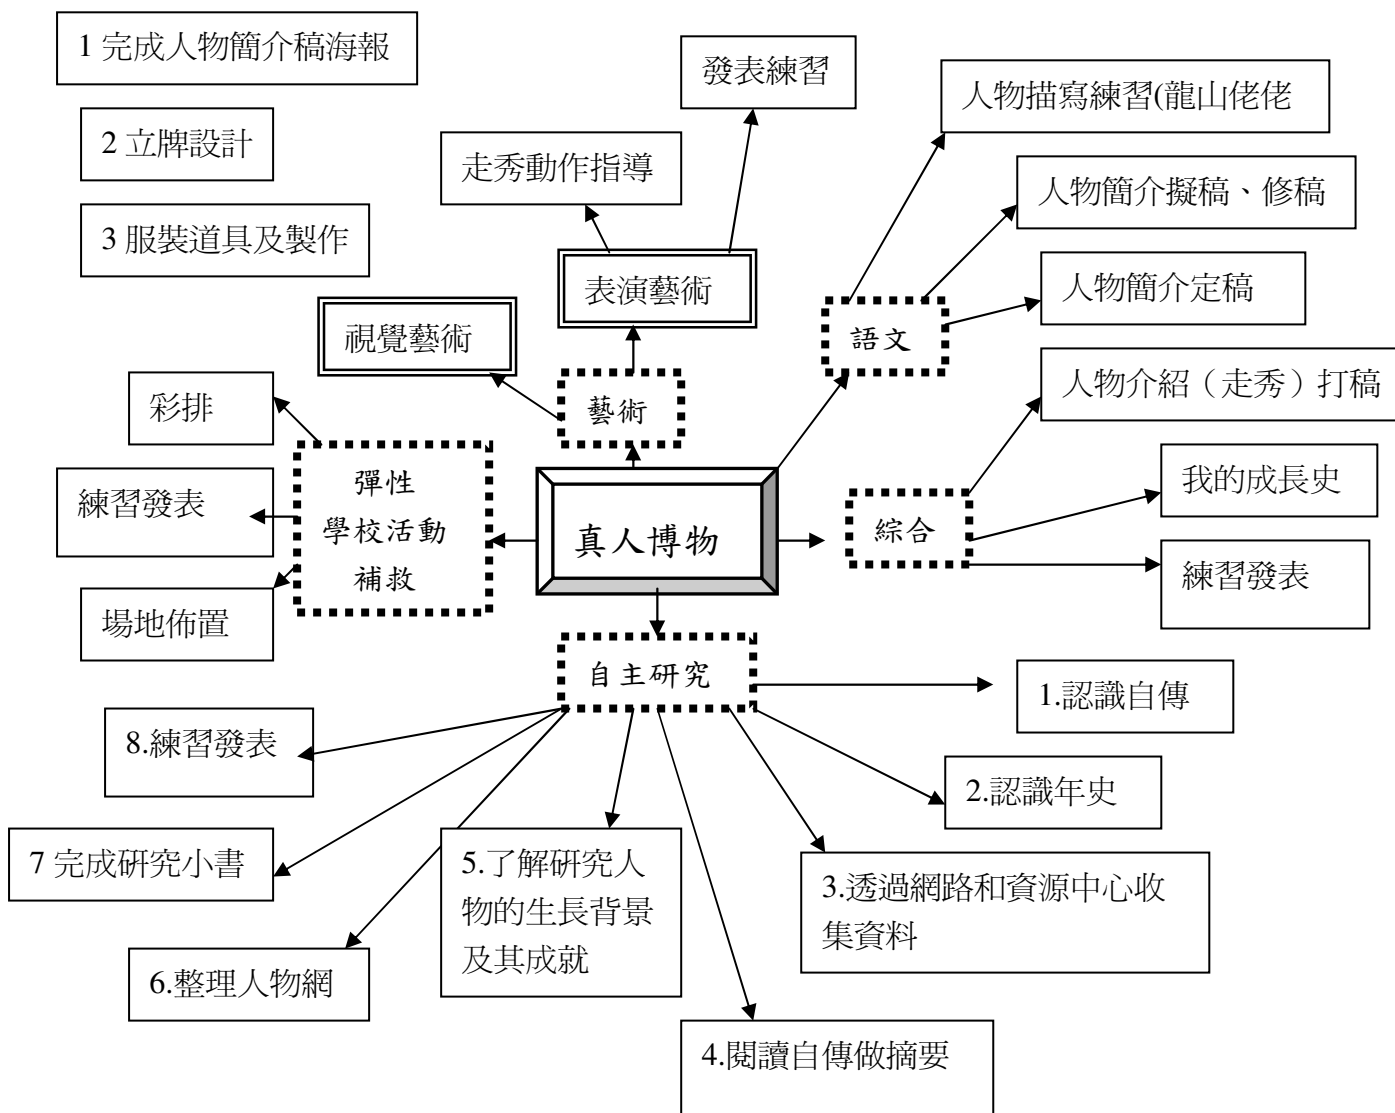 1 完成人物簡介稿海報
發表練習
人物描寫練習(龍山佬佬
2 立牌設計
走秀動作指導
人物簡介擬稿、修稿
3 服裝道具及製作
表演藝術
人物簡介定稿
視覺藝術
語文
人物介紹（走秀）打稿
彩排
藝術
我的成長史
練習發表
彈性
學校活動
補救
真人博物
綜合
練習發表
場地佈置
自主研究
1.認識自傳
8.練習發表
2.認識年史
7 完成研究小書
5.了解研究人
物的生長背景
及其成就
3.透過網路和資源中心收
集資料
6.整理人物網
4.閱讀自傳做摘要